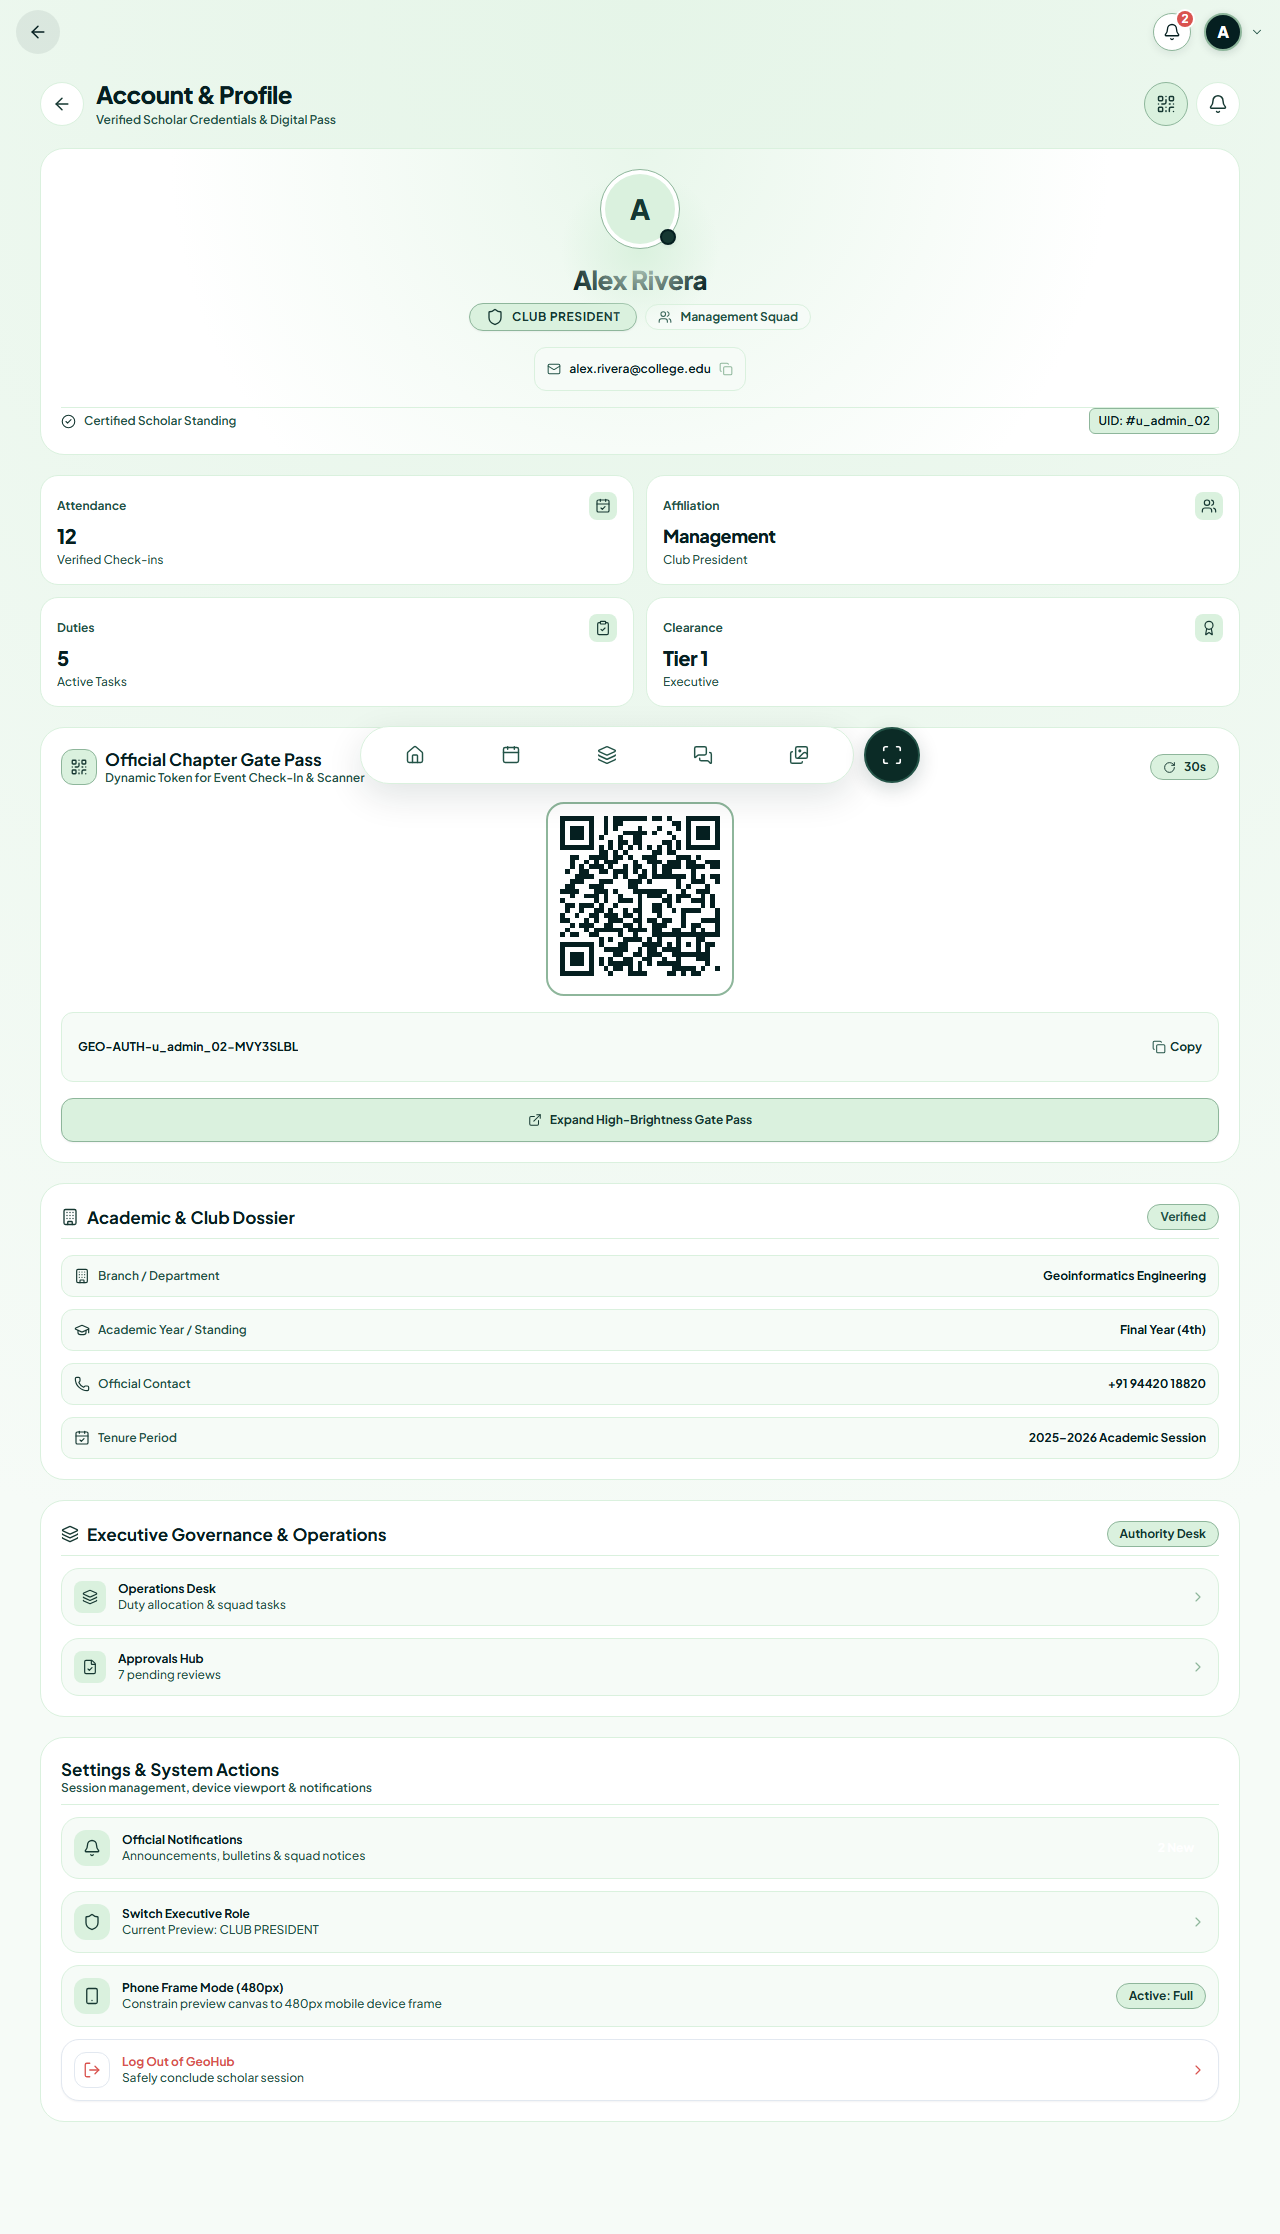 2
A
Account & Profile
Verified Scholar Credentials & Digital Pass
A
Alex Rivera
CLUB PRESIDENT
Management Squad
alex.rivera@college.edu
Certified Scholar Standing
UID: #u_admin_02
Attendance
12
Verified Check-ins
Affiliation
Management
Club President
Duties
5
Active Tasks
Clearance
Tier 1
Executive
Official Chapter Gate Pass
Dynamic Token for Event Check-In & Scanner
30s
GEO-AUTH-u_admin_02-MVY3SLBL
Copy
Expand High-Brightness Gate Pass
Academic & Club Dossier
Verified
Branch / Department
Geoinformatics Engineering
Academic Year / Standing
Final Year (4th)
Official Contact
+91 94420 18820
Tenure Period
2025–2026 Academic Session
Executive Governance & Operations
Authority Desk
Operations Desk
Duty allocation & squad tasks
Approvals Hub
7 pending reviews
Settings & System Actions
Session management, device viewport & notifications
Official Notifications
Announcements, bulletins & squad notices
2 New
Switch Executive Role
Current Preview: CLUB PRESIDENT
Phone Frame Mode (480px)
Constrain preview canvas to 480px mobile device frame
Active: Full
Log Out of GeoHub
Safely conclude scholar session